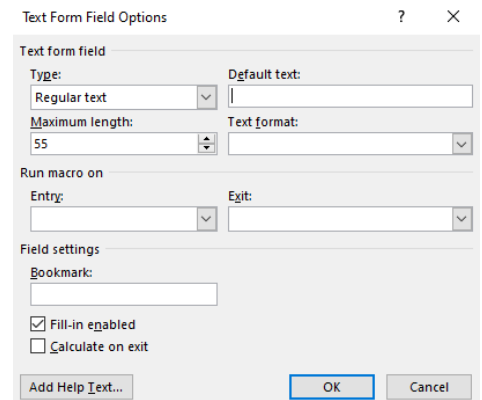 Text Form Field Options ? ×
Text form field
Type: Default text:
Regular text
Maximum length: Text format:
55
Run macro on
Entry: Exit:
Field settings
Bookmark:
Fill-in enabled
Calculate on exit
Add Help Text... OK Cancel